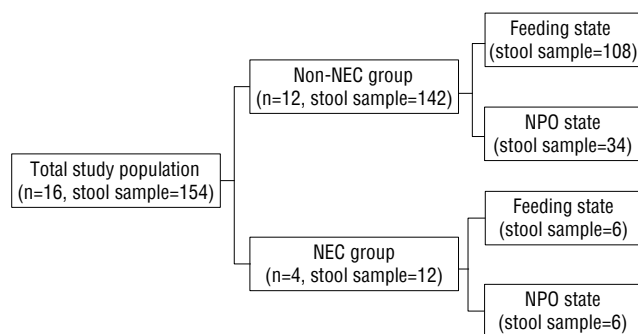 Total study population
(n=16, stool sample=154)
Non-NEC group
(n=12, stool sample=142)
Feeding state
(stool sample=108)
NPO state
(stool sample=34)
NEC group
(n=4, stool sample=12)
Feeding state
(stool sample=6)
NPO state
(stool sample=6)